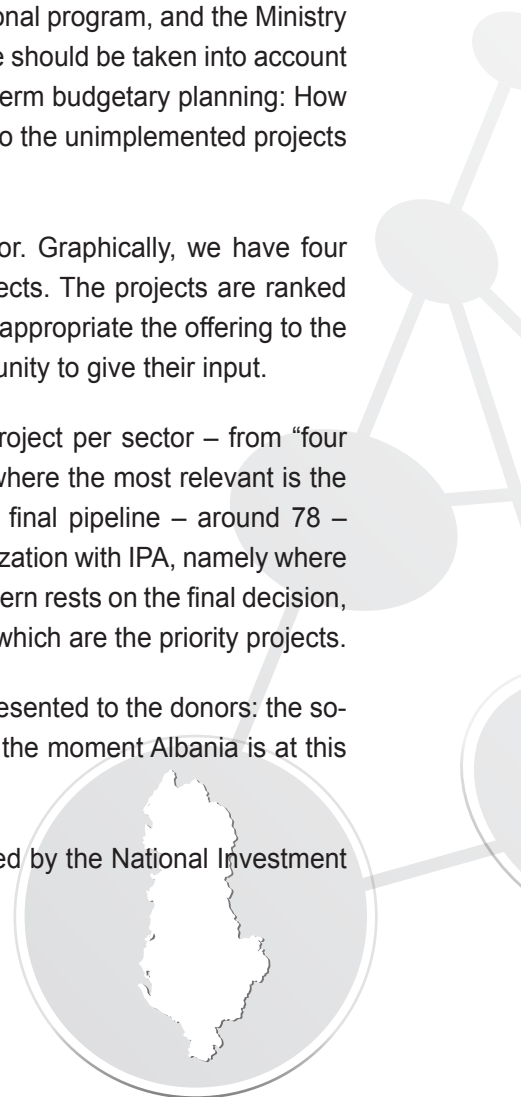 onal program, and the Ministry
e should be taken into account
erm budgetary planning: How
o the unimplemented projects
or. Graphically, we have four
ects. The projects are ranked
appropriate the offering to the
unity to give their input.
roject per sector – from “four
where the most relevant is the
final pipeline – around 78 –
zation with IPA, namely where
ern rests on the final decision,
which are the priority projects.
esented to the donors: the so-
the moment Albania is at this
ed by the National Investment